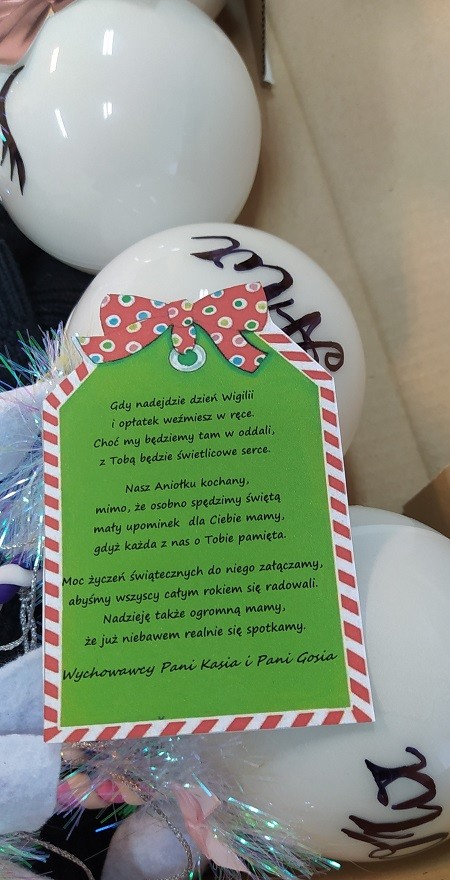 Gdy nadejdzie dzień Wigilii
i opłatek weźmiesz w ręce.
Choć my będziemy tam w oddali,
z Tobą będzie świetlicowe serce.
Nasz Aniołku kochany,
mimo, że osobno spędzimy świętą
mały upominek dla Ciebie mamy,
gdyż każda z nas o Tobie pamięta.
Moc życzeń świątecznych do niego załączamy,
abyśmy wszyscy całym rokiem się radowali.
Nadzieję także ogromną mamy,
że już niebawem realnie się spotkamy.
Wychowawcy Pani Kasia i Pani Gosia